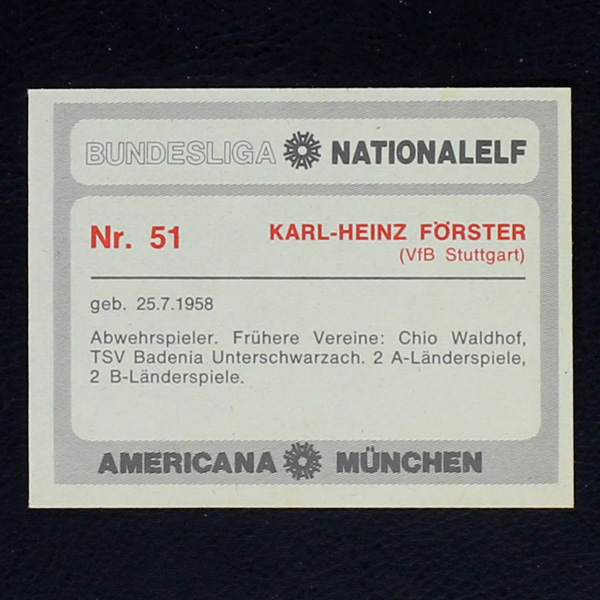 BUNDESLIGA NATIONALELF
Nr. 51 KARL-HEINZ FÖRSTER
(VfB Stuttgart)
geb. 25.7.1958
Abwehrspieler. Frühere Vereine: Chio Waldhof,
TSV Badenia Unterschwarzach. 2 A-Länderspiele,
2 B-Länderspiele.
AMERICANA MÜNCHEN